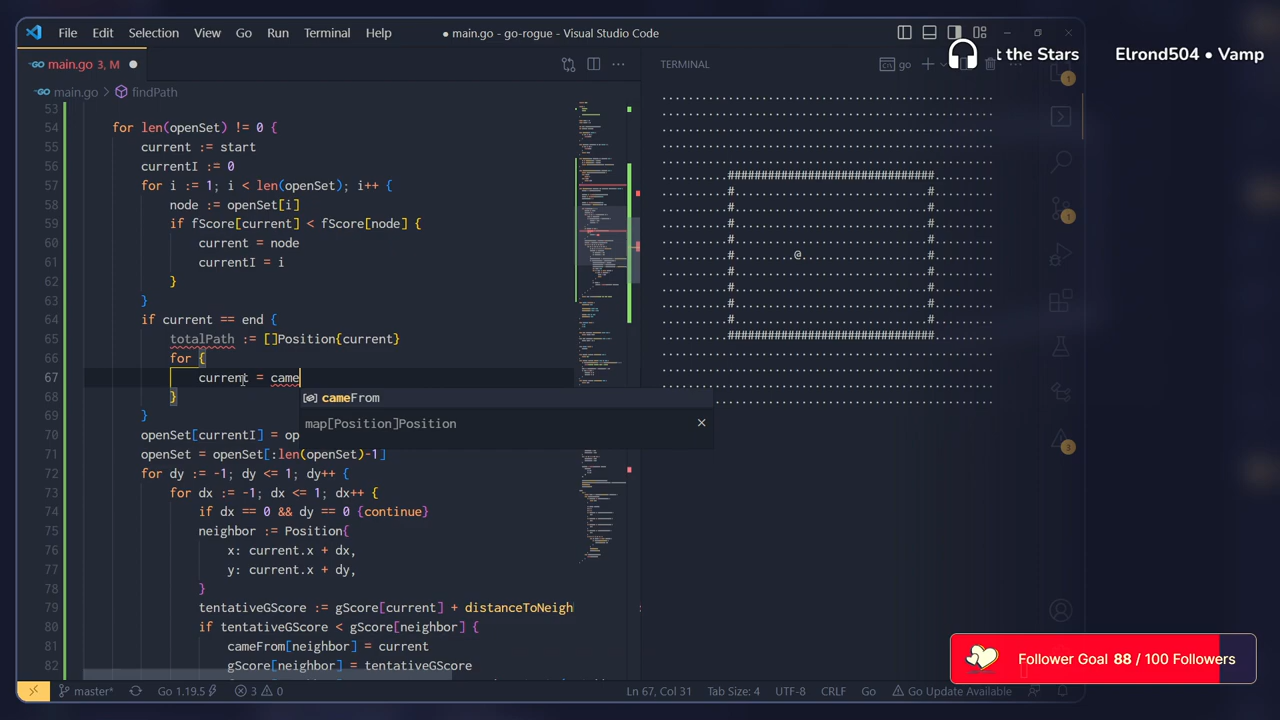 File Edit Selection View Go Run Terminal Help
● main.go - go-rogue - Visual Studio Code
t the Stars Elrond504 • Vamp
main.go 3, M ●
TERMINAL
go
main.go > findPath
53
54 for len(openSet) != 0 {
55 current := start
56 currentI := 0
57 for i := 1; i < len(openSet); i++ {
58 node := openSet[i]
59 if fScore[current] < fScore[node] {
60 current = node
61 currentI = i
62 }
63 }
64 if current == end {
65 totalPath := []Position{current}
66 for {
67 current = came
68 }
69 }
cameFrom
map[Position]Position
70 openSet[currentI] = op
71 openSet = openSet[:len(openSet)-1]
72 for dy := -1; dy <= 1; dy++ {
73 for dx := -1; dx <= 1; dx++ {
74 if dx == 0 && dy == 0 {continue}
75 neighbor := Position{
76 x: current.x + dx,
77 y: current.y + dy,
78 }
79 tentativeGScore := gScore[current] + distanceToNeigh
80 if tentativeGScore < gScore[neighbor] {
81 cameFrom[neighbor] = current
82 gScore[neighbor] = tentativeGScore
1
1
3
Follower Goal 88 / 100 Followers
master* Go 1.19.5 3 0 Ln 67, Col 31 Tab Size: 4 UTF-8 CRLF Go Go Update Available